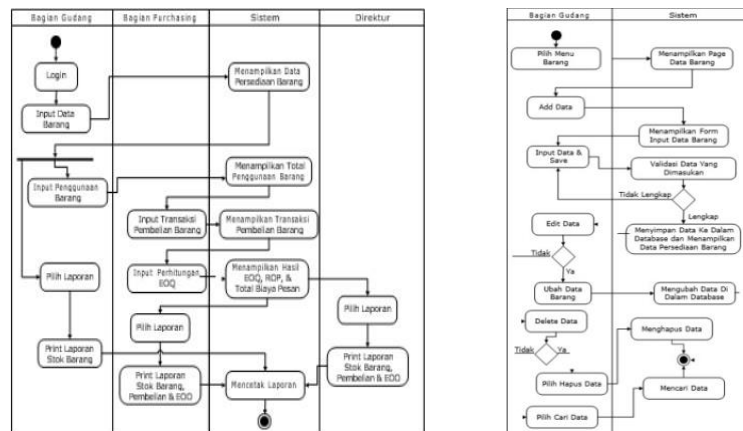 Bagian Gudang
Bagian Purchasing
Sistem
Direktur
Login
Input Data
Barang
Menampilkan Data
Persediaan Barang
Input Penggunaan
Barang
Menampilkan Total
Penggunaan Barang
Input Transaksi
Pembelian Barang
Menampilkan Transaksi
Pembelian Barang
Input Perhitungan
EOQ
Menampilkan Hasil
EOQ, ROP, &
Total Biaya Pesan
Pilih Laporan
Pilih Laporan
Pilih Laporan
Print Laporan
Stok Barang
Print Laporan
Stok Barang,
Pembelian & EOQ
Mencetak Laporan
Print Laporan
Stok Barang,
Pembelian & EOQ
Bagian Gudang
Sistem
Pilih Menu
Barang
Menampilkan Page
Data Barang
Add Data
Menampilkan Form
Input Data Barang
Input Data &
Save
Validasi Data Yang
Dimasukan
Tidak Lengkap
Lengkap
Menyimpan Data Ke Dalam
Database dan Menampilkan
Data Persediaan Barang
Edit Data
Tidak
Ya
Ubah Data
Barang
Mengubah Data Di
Dalam Database
Delete Data
Tidak
Ya
Menghapus Data
Pilih Hapus Data
Mencari Data
Pilih Cari Data